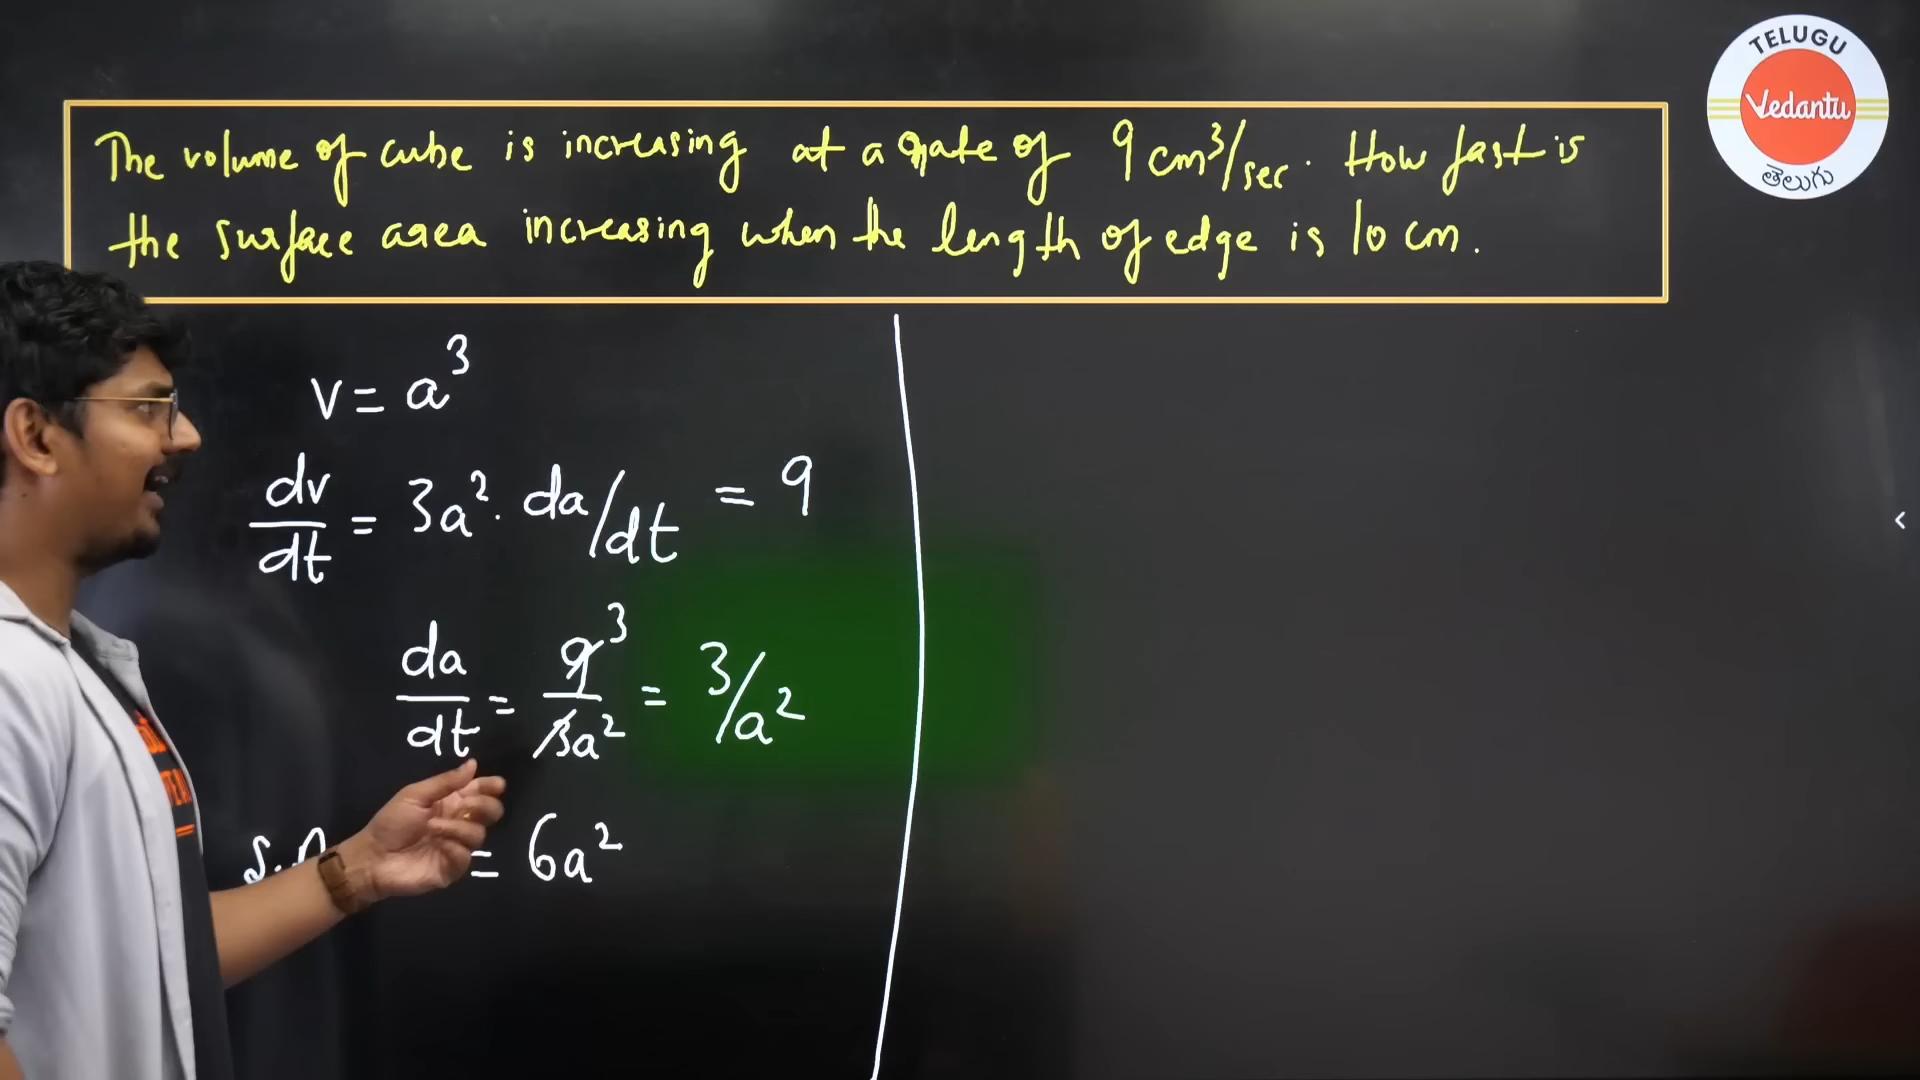 The volume of cube is increasing at a rate of 9 cm³/sec. How fast is
the surface area increasing when the length of edge is 10 cm.
TELUGU
Vedantu
తెలుగు
v = a³
dv/dt = 3a². da/dt = 9
da/dt = 9 3/3a² = 3/a²
= 6a²